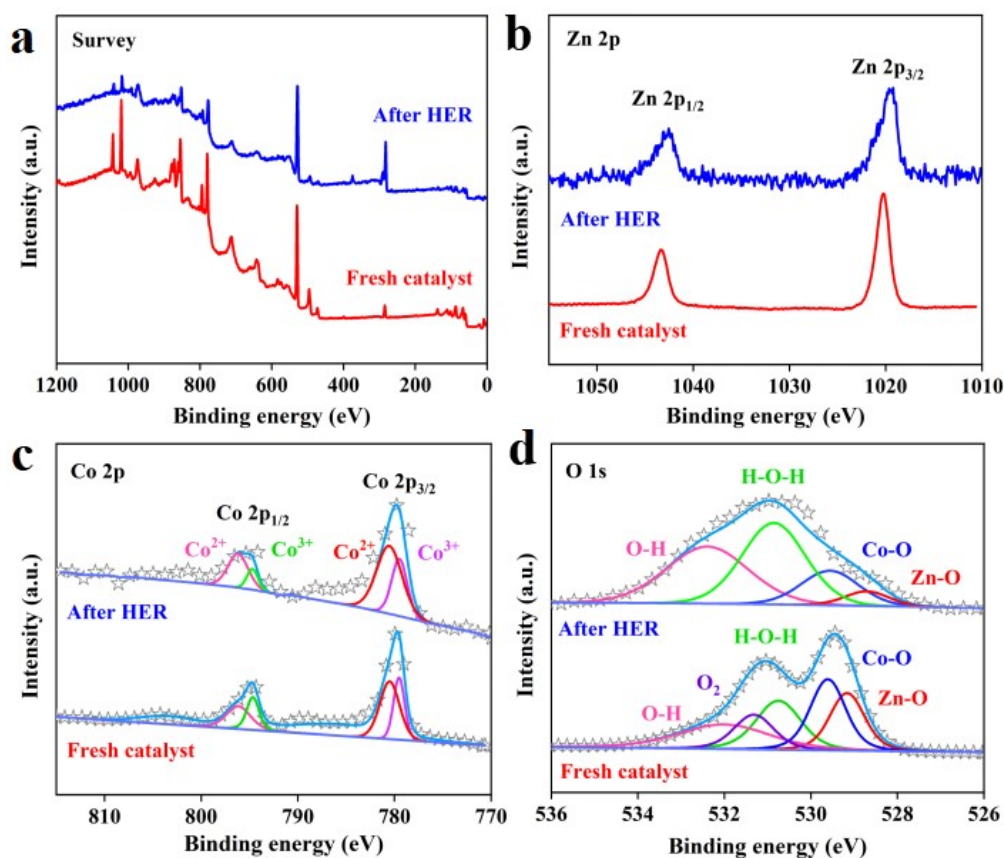 a
Survey
After HER
Fresh catalyst
Intensity (a.u.)
1200 1000 800 600 400 200 0
Binding energy (eV)
b
Zn 2p
Zn 2p3/2
Zn 2p1/2
After HER
Fresh catalyst
Intensity (a.u.)
1050 1040 1030 1020 1010
Binding energy (eV)
c
Co 2p
Co 2p3/2
Co 2p1/2
Co2+ Co3+ Co2+ Co3+
After HER
Fresh catalyst
Intensity (a.u.)
810 800 790 780 770
Binding energy (eV)
d
O 1s
H-O-H
O-H
Co-O
Zn-O
After HER
H-O-H
Co-O
O2
Zn-O
O-H
Fresh catalyst
Intensity (a.u.)
536 534 532 530 528 526
Binding energy (eV)